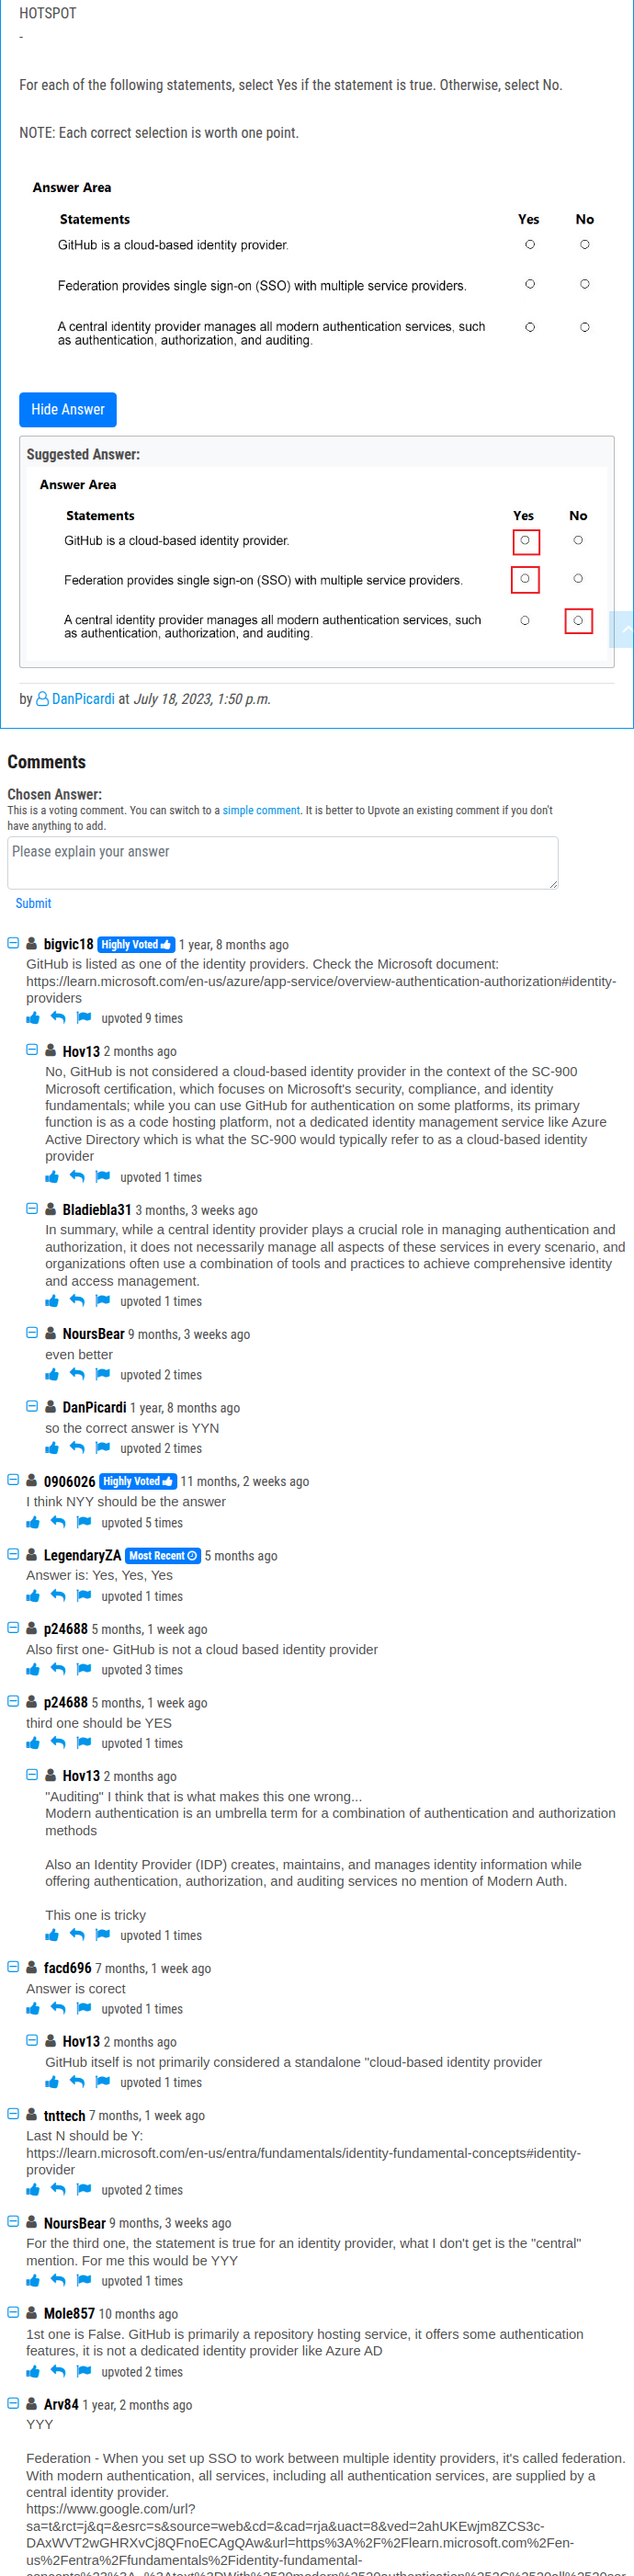 HOTSPOT
-
For each of the following statements, select Yes if the statement is true. Otherwise, select No.
NOTE: Each correct selection is worth one point.
Answer Area
Statements Yes No
GitHub is a cloud-based identity provider.
Federation provides single sign-on (SSO) with multiple service providers.
A central identity provider manages all modern authentication services, such
as authentication, authorization, and auditing.
Hide Answer
Suggested Answer:
Answer Area
Statements Yes No
GitHub is a cloud-based identity provider.
Federation provides single sign-on (SSO) with multiple service providers.
A central identity provider manages all modern authentication services, such
as authentication, authorization, and auditing.
by DanPicardi at July 18, 2023, 1:50 p.m.
Comments
Chosen Answer:
This is a voting comment. You can switch to a simple comment. It is better to Upvote an existing comment if you don't
have anything to add.
Please explain your answer
Submit
bigvic18 Highly Voted 1 year, 8 months ago
GitHub is listed as one of the identity providers. Check the Microsoft document:
https://learn.microsoft.com/en-us/azure/app-service/overview-authentication-authorization#identity-
providers
upvoted 9 times
Hov13 2 months ago
No, GitHub is not considered a cloud-based identity provider in the context of the SC-900
Microsoft certification, which focuses on Microsoft's security, compliance, and identity
fundamentals; while you can use GitHub for authentication on some platforms, its primary
function is as a code hosting platform, not a dedicated identity management service like Azure
Active Directory which is what the SC-900 would typically refer to as a cloud-based identity
provider
upvoted 1 times
Bladiebla31 3 months, 3 weeks ago
In summary, while a central identity provider plays a crucial role in managing authentication and
authorization, it does not necessarily manage all aspects of these services in every scenario, and
organizations often use a combination of tools and practices to achieve comprehensive identity
and access management.
upvoted 1 times
NoursBear 9 months, 3 weeks ago
even better
upvoted 2 times
DanPicardi 1 year, 8 months ago
so the correct answer is YYN
upvoted 2 times
0906026 Highly Voted 11 months, 2 weeks ago
I think NYY should be the answer
upvoted 5 times
LegendaryZA Most Recent 5 months ago
Answer is: Yes, Yes, Yes
upvoted 1 times
p24688 5 months, 1 week ago
Also first one- GitHub is not a cloud based identity provider
upvoted 3 times
p24688 5 months, 1 week ago
third one should be YES
upvoted 1 times
Hov13 2 months ago
"Auditing" I think that is what makes this one wrong...
Modern authentication is an umbrella term for a combination of authentication and authorization
methods
Also an Identity Provider (IDP) creates, maintains, and manages identity information while
offering authentication, authorization, and auditing services no mention of Modern Auth.
This one is tricky
upvoted 1 times
facd696 7 months, 1 week ago
Answer is corect
upvoted 1 times
Hov13 2 months ago
GitHub itself is not primarily considered a standalone "cloud-based identity provider
upvoted 1 times
tnttech 7 months, 1 week ago
Last N should be Y:
https://learn.microsoft.com/en-us/entra/fundamentals/identity-fundamental-concepts#identity-
provider
upvoted 2 times
NoursBear 9 months, 3 weeks ago
For the third one, the statement is true for an identity provider, what I don't get is the "central"
mention. For me this would be YYY
upvoted 1 times
Mole857 10 months ago
1st one is False. GitHub is primarily a repository hosting service, it offers some authentication
features, it is not a dedicated identity provider like Azure AD
upvoted 2 times
Arv84 1 year, 2 months ago
YYY
Federation - When you set up SSO to work between multiple identity providers, it's called federation.
With modern authentication, all services, including all authentication services, are supplied by a
central identity provider.
https://www.google.com/url?
sa=t&rct=j&q=&esrc=s&source=web&cd=&cad=rja&uact=8&ved=2ahUKEwjm8ZCS3c-
DAxWVT2wGHRXvCj8QFnoECAgQAw&url=https%3A%2F%2Flearn.microsoft.com%2Fen-
us%2Fentra%2Ffundamentals%2Fidentity-fundamental-